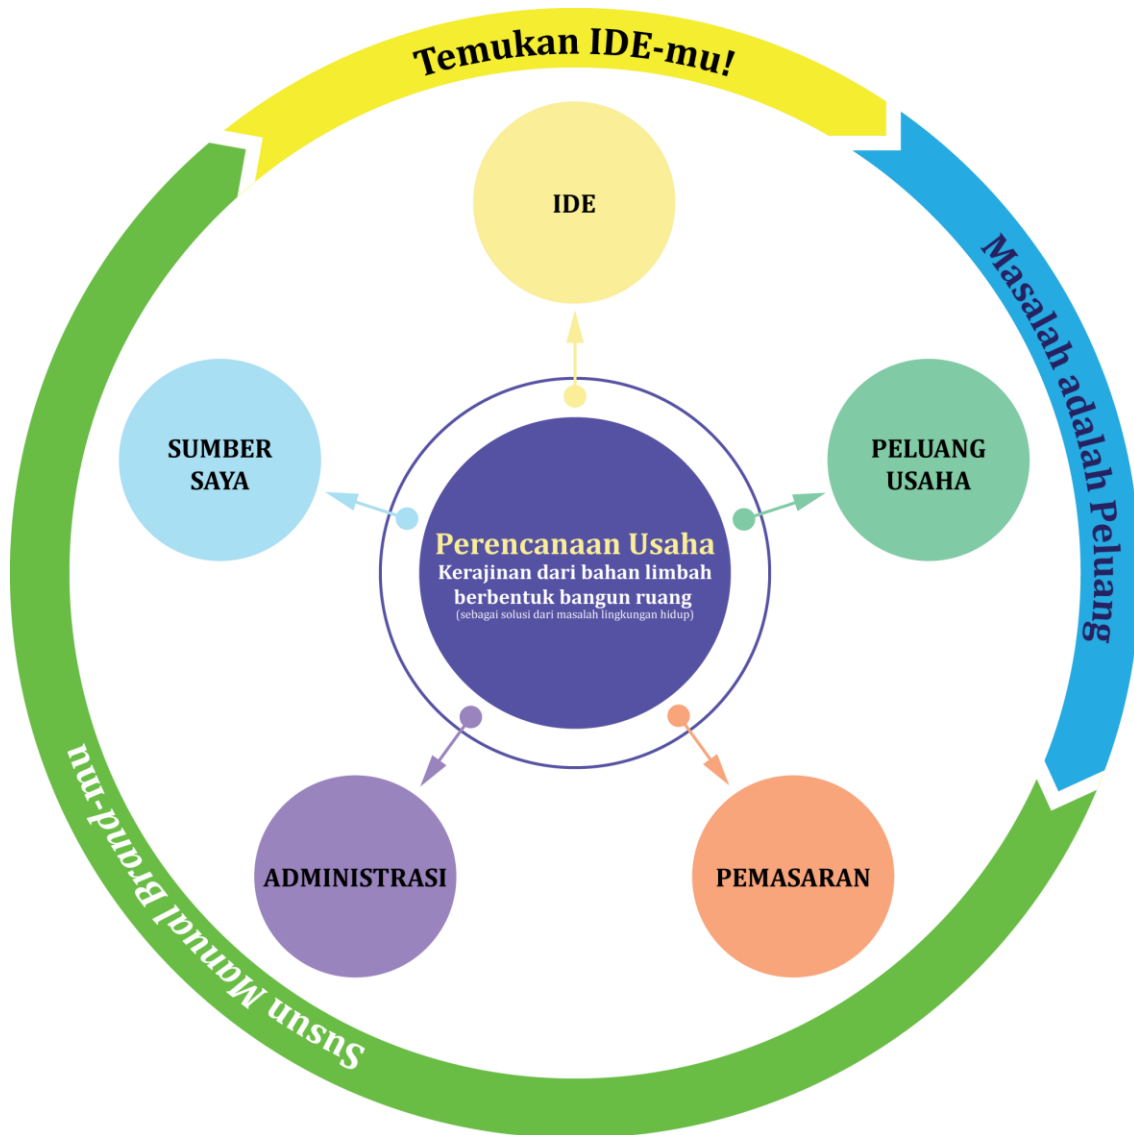 Temukan IDE-mu!
IDE
Masalah adalah Peluang
SUMBER
SAYA
PELUANG
USAHA
Perencanaan Usaha
Kerajinan dari bahan limbah
berbentuk bangun ruang
(sebagai solusi dari masalah lingkungan hidup)
ADMINISTRASI
PEMASARAN
Susun Manual Brand-mu